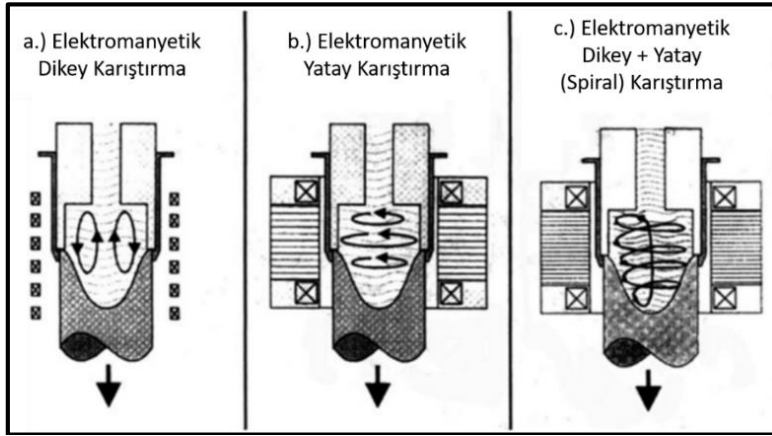 a.) Elektromanyetik
Dikey Karıştırma
b.) Elektromanyetik
Yatay Karıştırma
c.) Elektromanyetik
Dikey + Yatay
(Spiral) Karıştırma